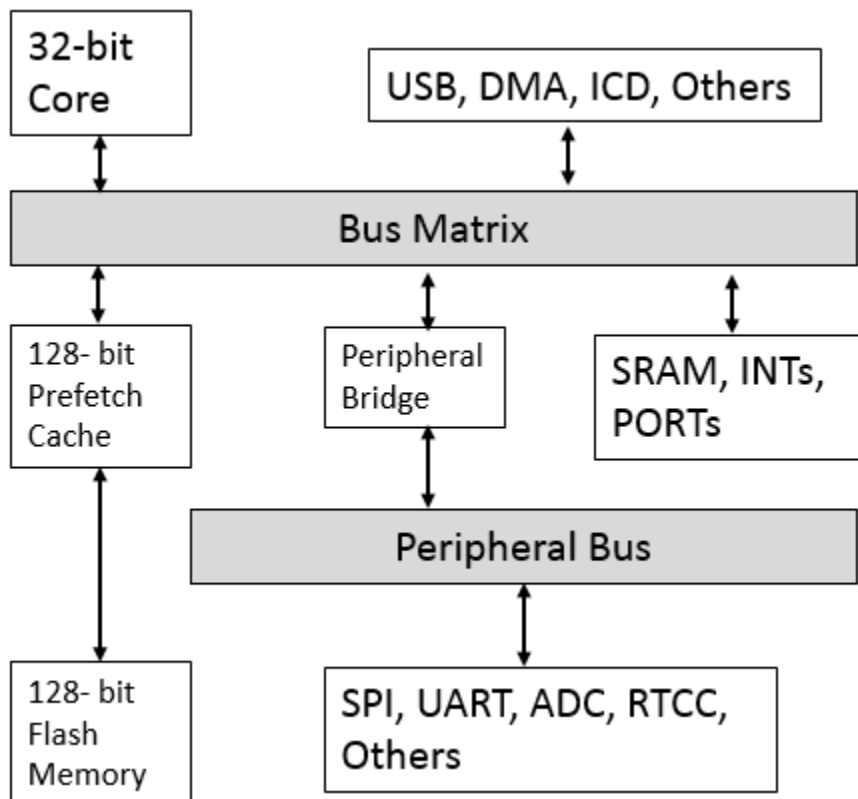 32-bit
Core
USB, DMA, ICD, Others
Bus Matrix
128- bit
Prefetch
Cache
Peripheral
Bridge
SRAM, INTs,
PORTs
Peripheral Bus
128- bit
Flash
Memory
SPI, UART, ADC, RTCC,
Others